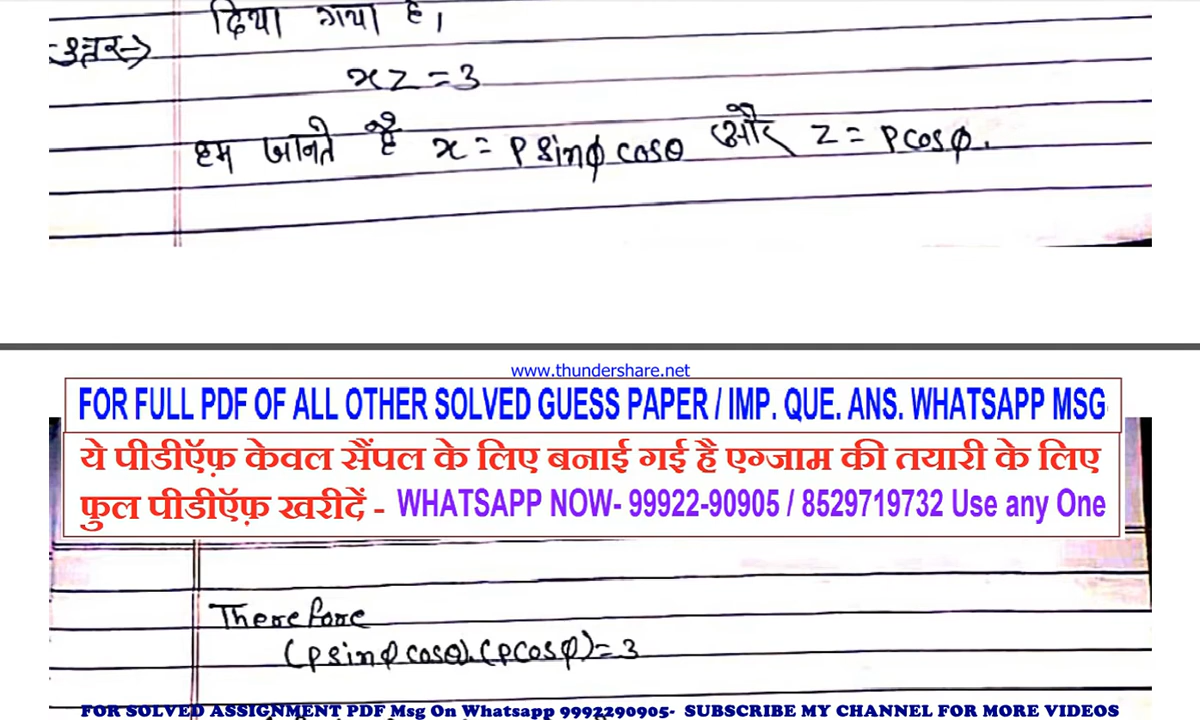 दिया गया है।
उत्तर→
xz = 3
हम जानते है x = ρ sinφ cosθ और z = ρ cosφ.
www.thundershare.net
FOR FULL PDF OF ALL OTHER SOLVED GUESS PAPER / IMP. QUE. ANS. WHATSAPP MSG
ये पीडीऍफ़ केवल सैंपल के लिए बनाई गई है एग्जाम की तयारी के लिए
फुल पीडीऍफ़ खरीदें - WHATSAPP NOW- 99922-90905 / 8529719732 Use any One
Therefore
(ρ sinφ cosθ).(ρ cosφ) = 3
FOR SOLVED ASSIGNMENT PDF Msg On Whatsapp 9992290905- SUBSCRIBE MY CHANNEL FOR MORE VIDEOS